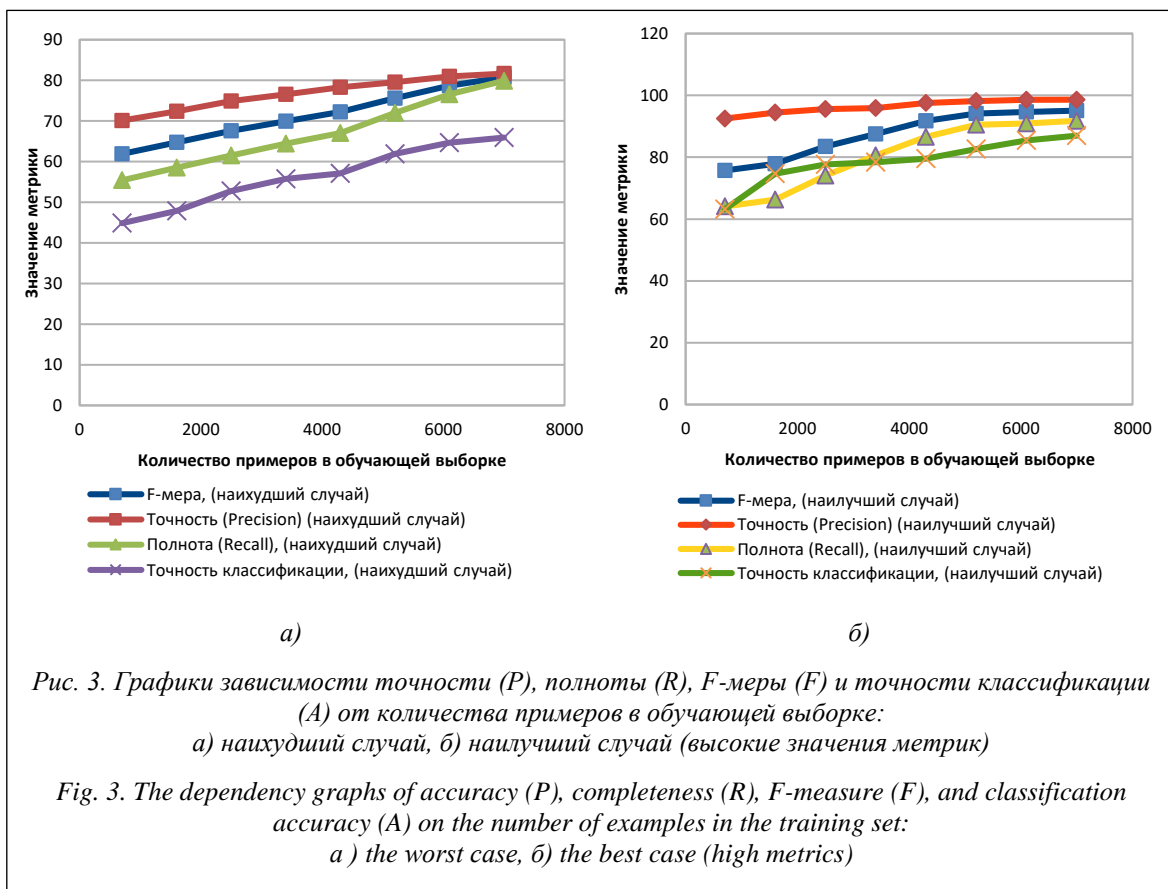 90
80
70
60
50
40
30
20
10
0
Значение метрики
0 2000 4000 6000 8000
Количество примеров в обучающей выборке
F-мера, (наихудший случай)
Точность (Precision) (наихудший случай)
Полнота (Recall), (наихудший случай)
Точность классификации, (наихудший случай)
а)
120
100
80
60
40
20
0
Значение метрики
0 2000 4000 6000 8000
Количество примеров в обучающей выборке
F-мера, (наилучший случай)
Точность (Precision) (наилучший случай)
Полнота (Recall), (наилучший случай)
Точность классификации, (наилучший случай)
б)
Рис. 3. Графики зависимости точности (P), полноты (R), F-меры (F) и точности классификации
(A) от количества примеров в обучающей выборке:
а) наихудший случай, б) наилучший случай (высокие значения метрик)
Fig. 3. The dependency graphs of accuracy (P), completeness (R), F-measure (F), and classification
accuracy (A) on the number of examples in the training set:
a ) the worst case, б) the best case (high metrics)